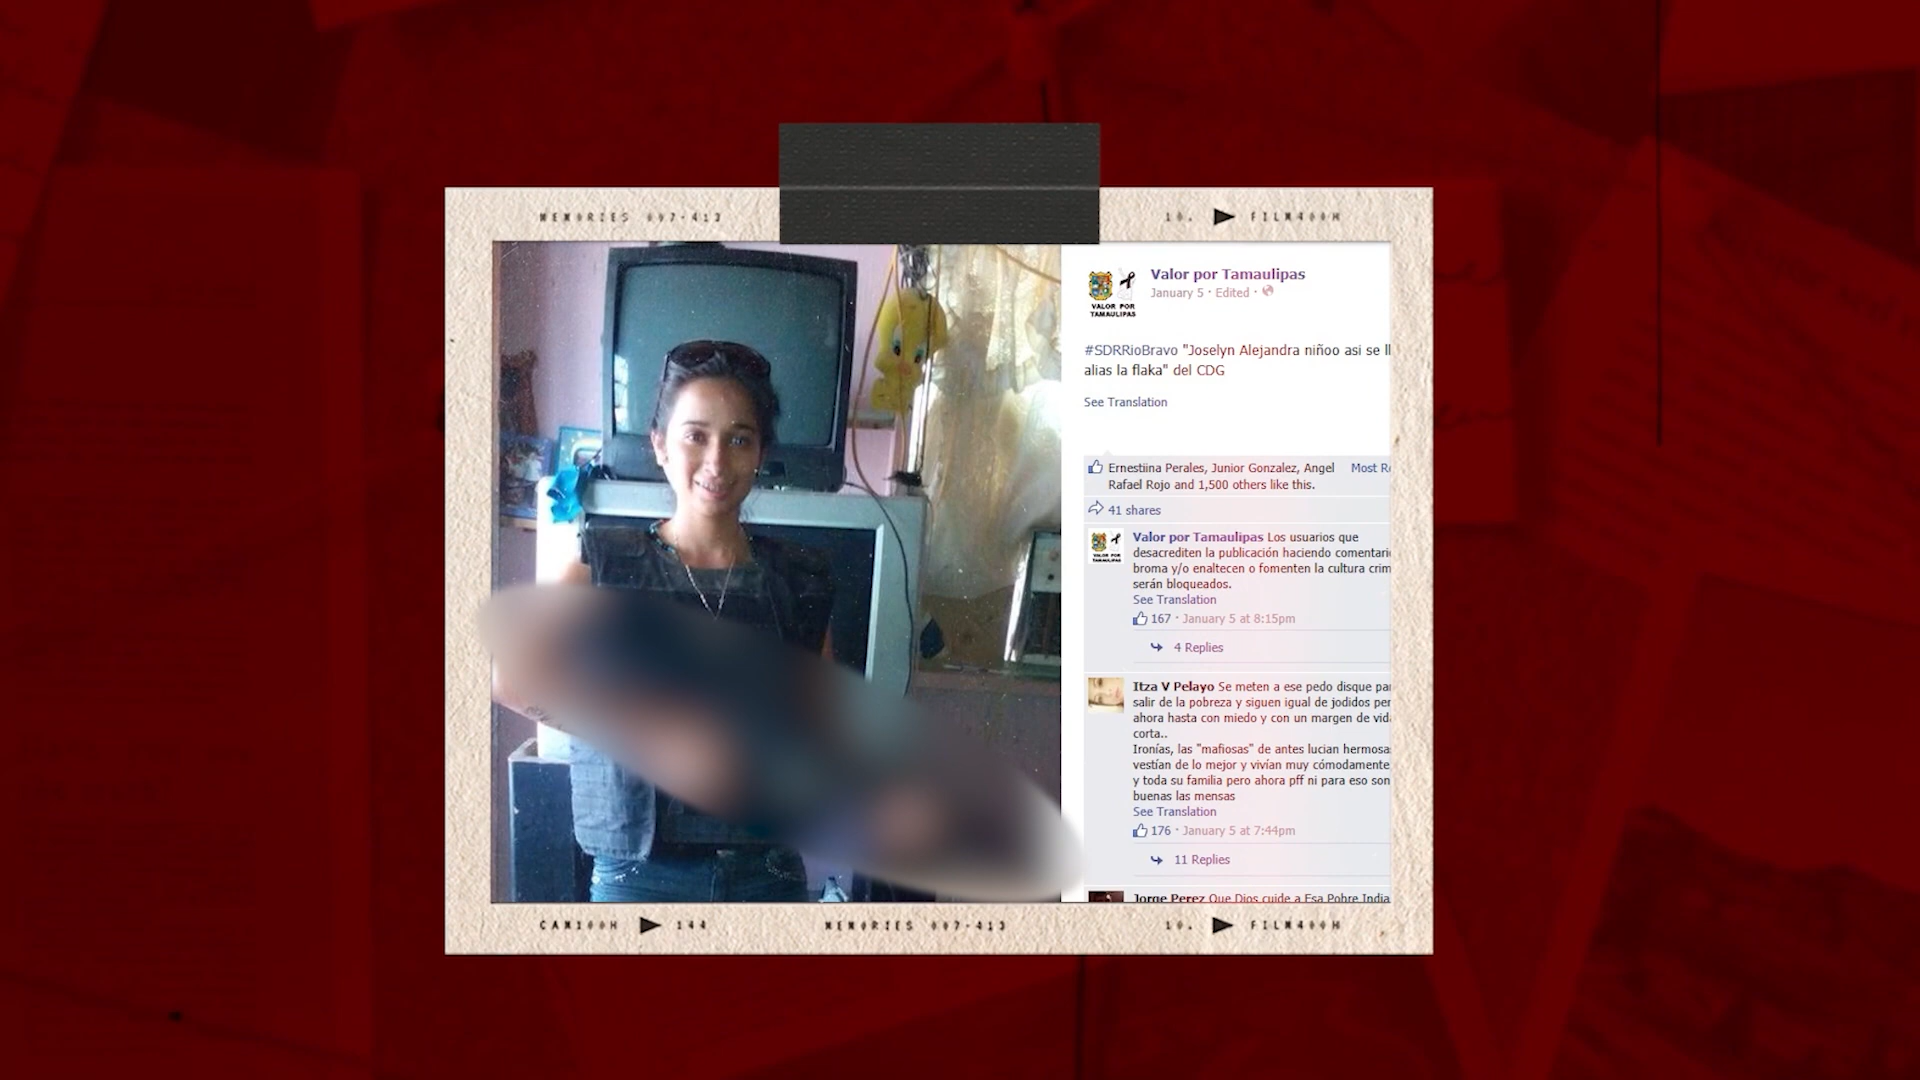 MEMORIES 007-413
10. ▶ FILM400H
VALOR POR
TAMAULIPAS
Valor por Tamaulipas
January 5 · Edited ·
#SDRRioBravo "Joselyn Alejandra niñoo asi se ll
alias la flaka" del CDG
See Translation
Ernestiina Perales, Junior Gonzalez, Angel
Rafael Rojo and 1,500 others like this.
Most R
41 shares
VALOR POR
TAMAULIPAS
Valor por Tamaulipas Los usuarios que
desacrediten la publicación haciendo comentari
broma y/o enaltecen o fomenten la cultura crim
serán bloqueados.
See Translation
167 · January 5 at 8:15pm
4 Replies
Itza V Pelayo Se meten a ese pedo disque pa
salir de la pobreza y siguen igual de jodidos per
ahora hasta con miedo y con un margen de vid
corta..
Ironías, las "mafiosas" de antes lucian hermosa
vestían de lo mejor y vivían muy cómodamente
y toda su familia pero ahora pff ni para eso son
buenas las mensas
See Translation
176 · January 5 at 7:44pm
11 Replies
Jorge Perez Que Dios cuide a Esa Pobre India
▶ 144
MEMORIES 007-413
10. ▶ FILM400H